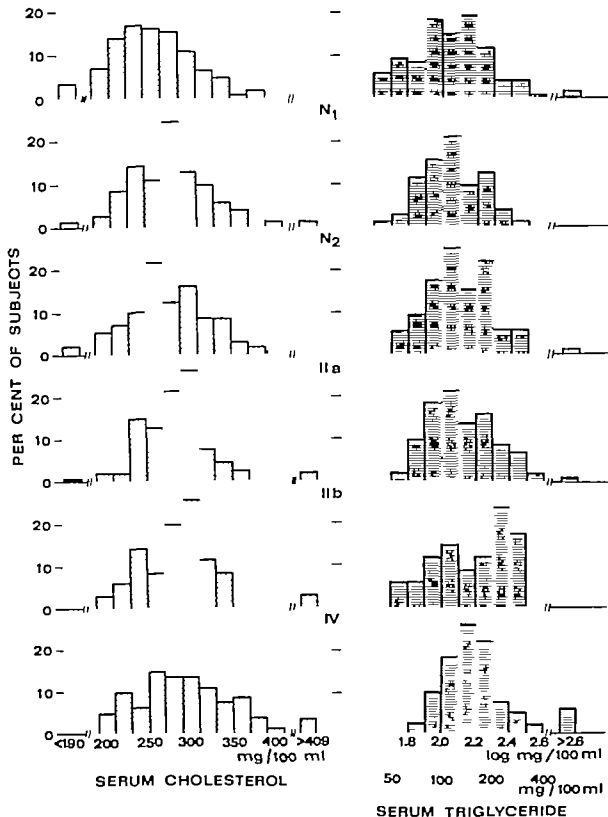 20
10
0
N1
20
10
0
N2
20
10
0
IIa
20
10
0
IIb
20
10
0
IV
20
10
0
PER CENT OF SUBJECTS
<190 200 250 300 350 400 >409
mg/100 ml
SERUM CHOLESTEROL
1.8 2.0 2.2 2.4 2.6 >2.6
log mg/100 ml
50 100 200 400
mg/100 ml
SERUM TRIGLYCERIDE